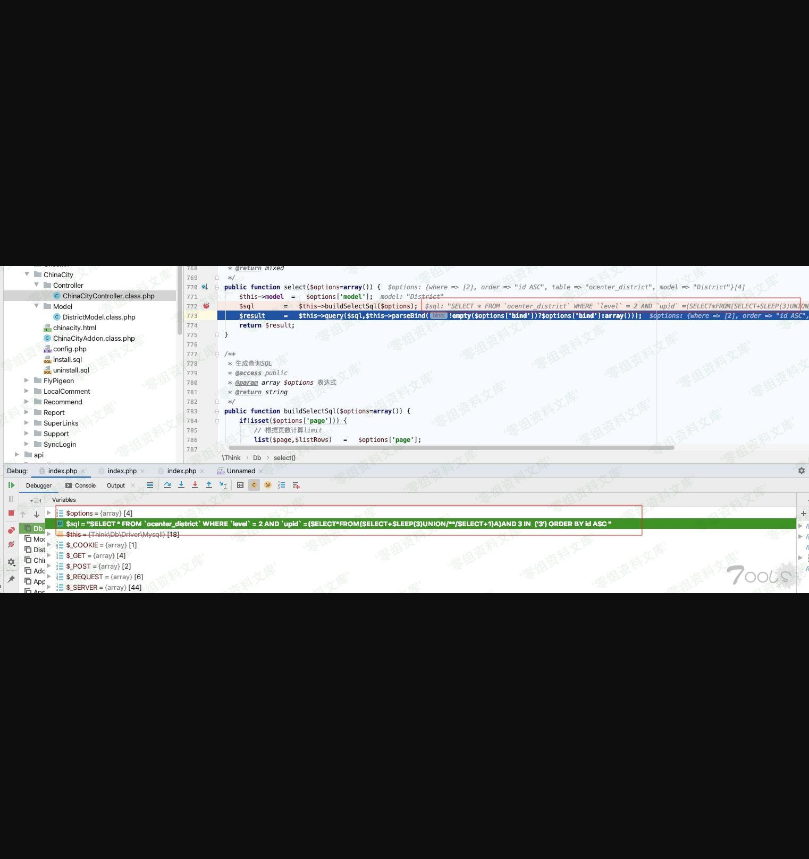 ChinaCity
Controller
ChinaCityController.class.php
Model
DistrictModel.class.php
chinacity.html
ChinaCityAddon.class.php
config.php
install.sql
uninstall.sql
FlyPigeon
LocalComment
Recommend
Report
SuperLinks
Support
SyncLogin
api
768 * @return mixed
769 */
770 public function select($options=array()) { $options: {where => [2], order => "id ASC", table => "ocenter_district", model => "District"}[4]
771 $this->model = $options['model']; model: "District"
772 $sql = $this->buildSelectSql($options); $sql: "SELECT * FROM `ocenter_district` WHERE `level` = 2 AND `upid` =(SELECT*FROM(SELECT+SLEEP(3)UNION
773 $result = $this->query($sql,$this->parseBind( !empty($options['bind'])?$options['bind']:array())); $options: {where => [2], order => "id ASC",
774 return $result;
775 }
776
777 /**
778 * 生成查询SQL
779 * @access public
780 * @param array $options 表达式
781 * @return string
782 */
783 public function buildSelectSql($options=array()) {
784 if(isset($options['page'])) {
785 // 根据页数计算limit
786 list($page,$listRows) = $options['page'];
787
\Think › Db › select()
Debug: index.php × index.php × index.php × Unnamed ×
Debugger Console Output
Variables
$options = {array} [4]
$sql = "SELECT * FROM `ocenter_district` WHERE `level` = 2 AND `upid` =(SELECT*FROM(SELECT+SLEEP(3)UNION/**/SELECT+1)A)AND 3 IN ('3') ORDER BY id ASC "
$this = {Think\Db\Driver\Mysql} [18]
$_COOKIE = {array} [1]
$_GET = {array} [4]
$_POST = {array} [2]
$_REQUEST = {array} [6]
$_SERVER = {array} [44]
Db
Moc
Dist
Chi
Adc
App
零组资料文库
Tools